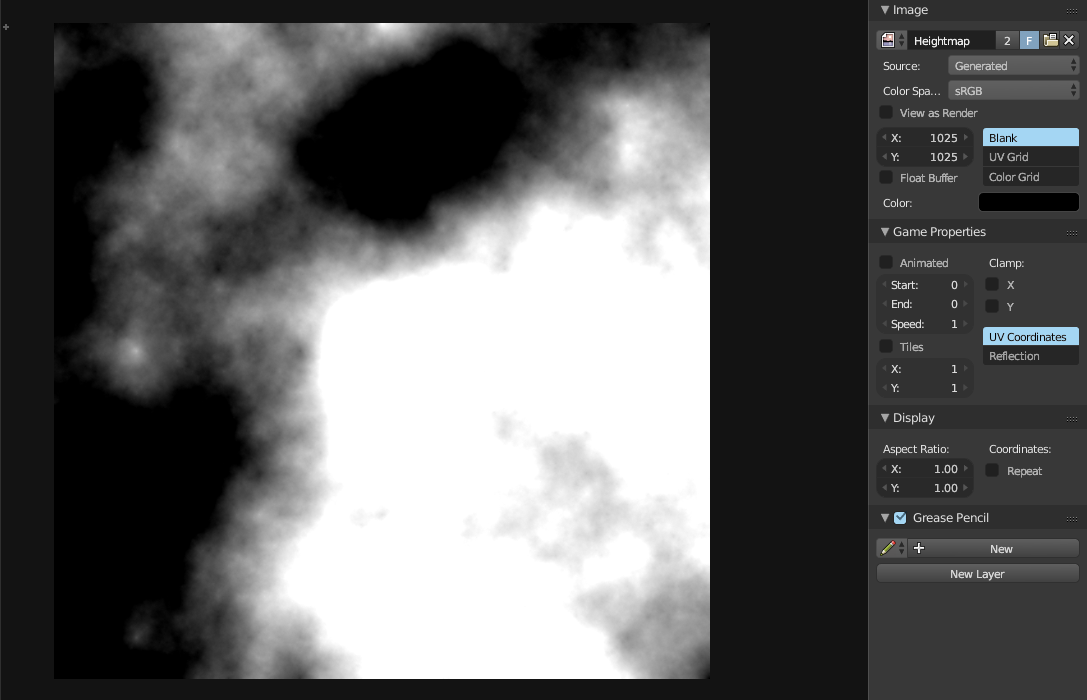 Image
Heightmap 2 F
Source: Generated
Color Spa... sRGB
View as Render
X: 1025 Blank
Y: 1025 UV Grid
Float Buffer Color Grid
Color:
Game Properties
Animated Clamp:
Start: 0 X
End: 0 Y
Speed: 1 UV Coordinates
Tiles Reflection
X: 1
Y: 1
Display
Aspect Ratio: Coordinates:
X: 1.00 Repeat
Y: 1.00
Grease Pencil
New
New Layer